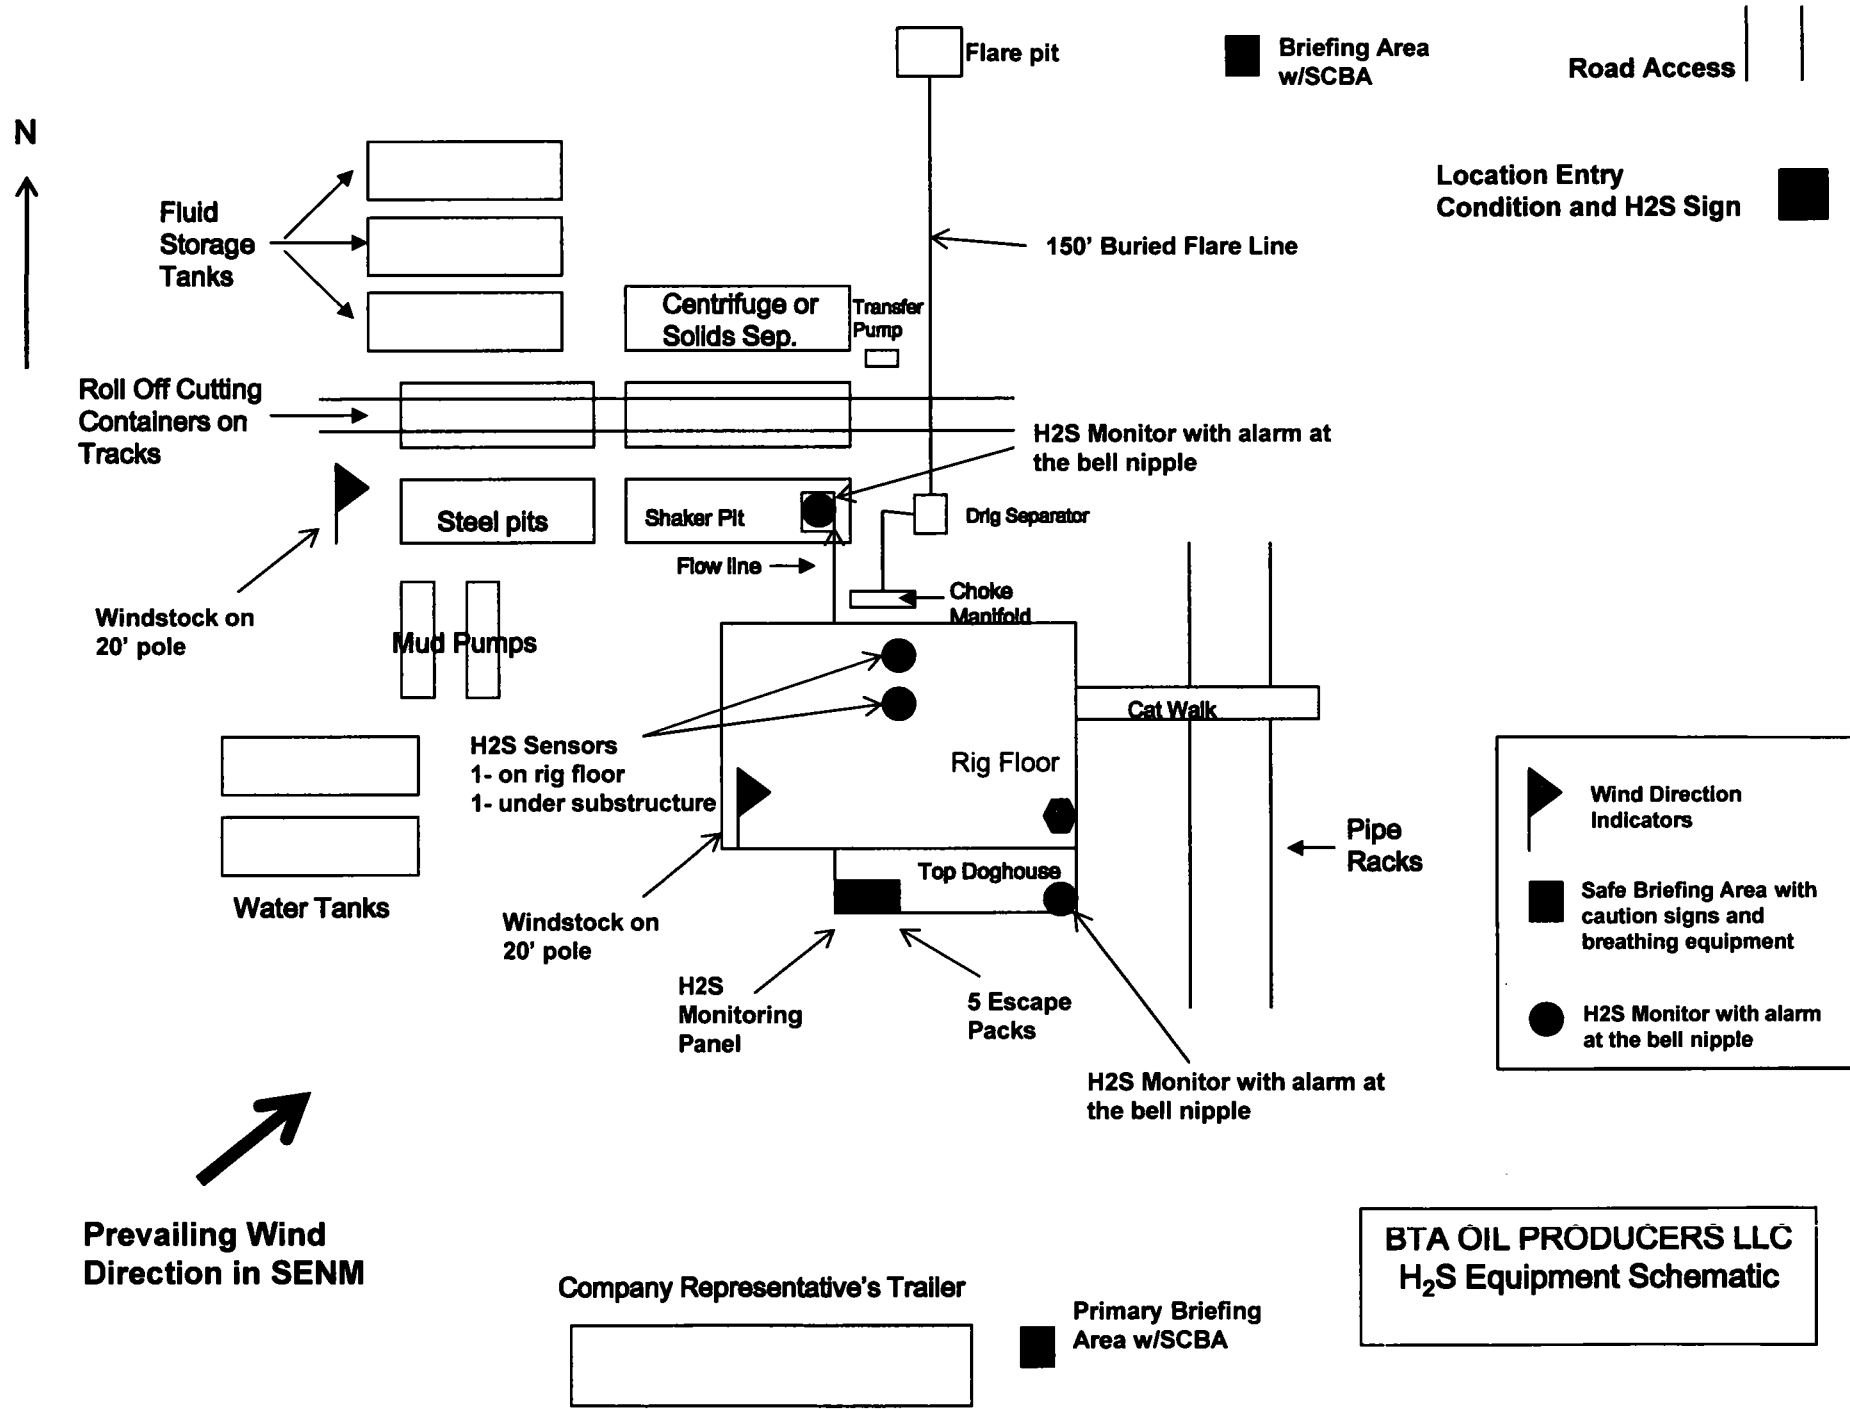 Flare pit
Briefing Area
w/SCBA
Road Access
N
Location Entry
Condition and H2S Sign
Fluid
Storage
Tanks
150' Buried Flare Line
Centrifuge or
Solids Sep.
Transfer
Pump
Roll Off Cutting
Containers on
Tracks
H2S Monitor with alarm at
the bell nipple
Steel pits
Shaker Pit
Drlg Separator
Flow line
Choke
Manifold
Windstock on
20' pole
Mud Pumps
Cat Walk
H2S Sensors
1- on rig floor
1- under substructure
Rig Floor
Wind Direction
Indicators
Pipe
Racks
Top Doghouse
Safe Briefing Area with
caution signs and
breathing equipment
Water Tanks
Windstock on
20' pole
H2S
Monitoring
Panel
5 Escape
Packs
H2S Monitor with alarm
at the bell nipple
H2S Monitor with alarm at
the bell nipple
Prevailing Wind
Direction in SENM
BTA OIL PRODUCERS LLC
H₂S Equipment Schematic
Company Representative's Trailer
Primary Briefing
Area w/SCBA